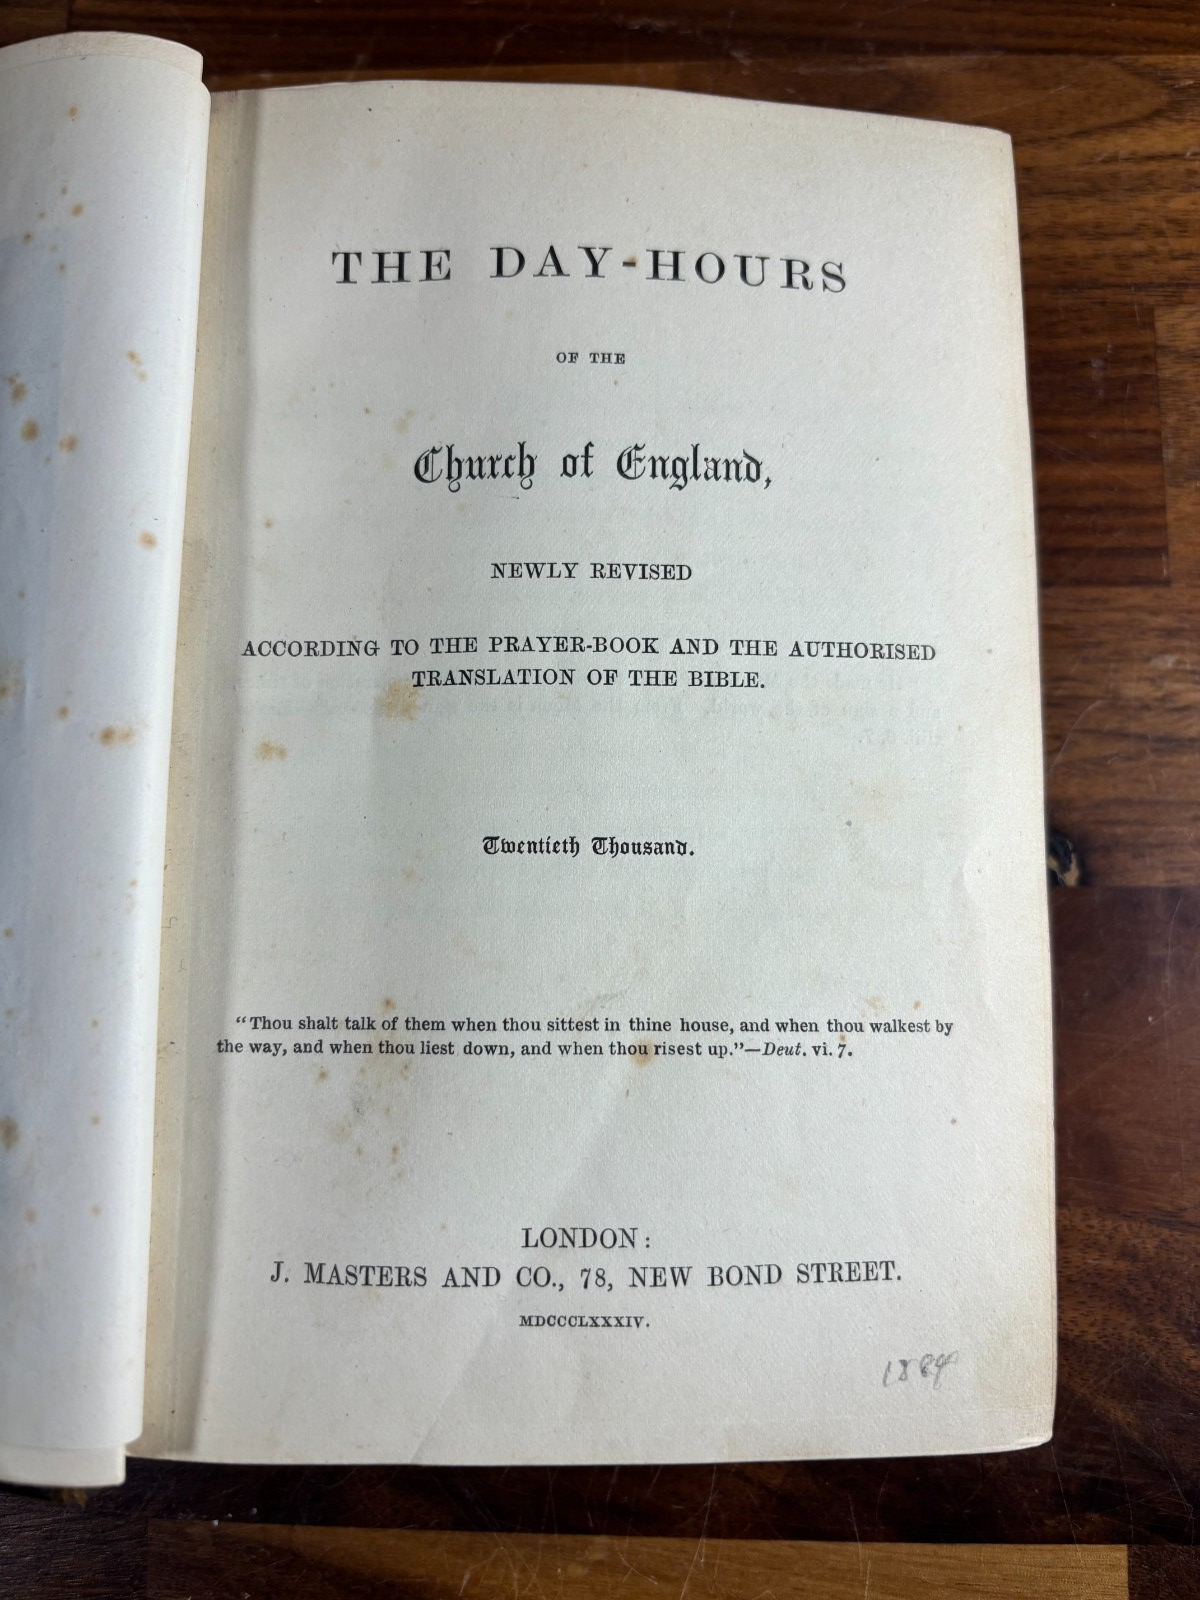 THE DAY-HOURS
OF THE
Church of England,
NEWLY REVISED
ACCORDING TO THE PRAYER-BOOK AND THE AUTHORISED
TRANSLATION OF THE BIBLE.
Twentieth Thousand.
“Thou shalt talk of them when thou sittest in thine house, and when thou walkest by
the way, and when thou liest down, and when thou risest up.”—Deut. vi. 7.
LONDON:
J. MASTERS AND CO., 78, NEW BOND STREET.
MDCCCLXXXIV.
1884